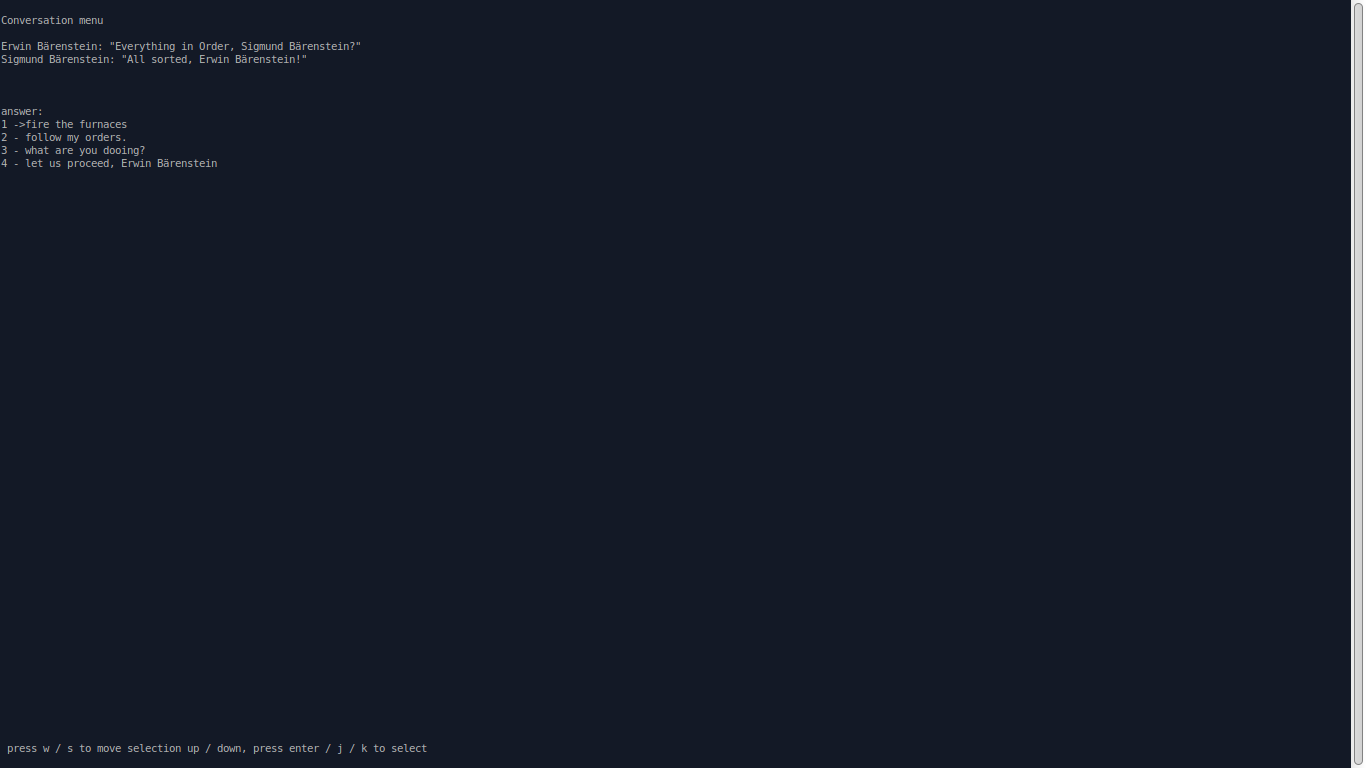 Conversation menu
Erwin Bärenstein: "Everything in Order, Sigmund Bärenstein?"
Sigmund Bärenstein: "All sorted, Erwin Bärenstein!"
answer:
1 ->fire the furnaces
2 - follow my orders.
3 - what are you dooing?
4 - let us proceed, Erwin Bärenstein
press w / s to move selection up / down, press enter / j / k to select